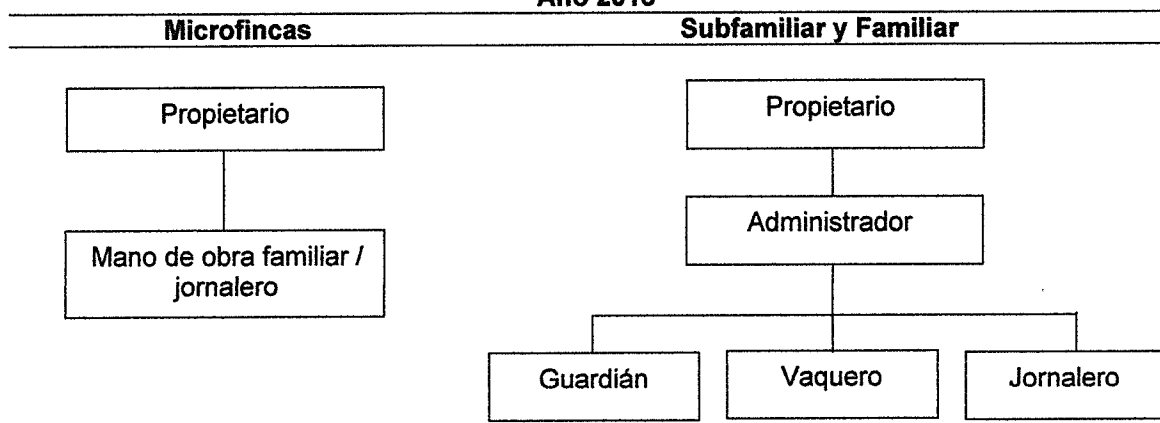 Microfincas
Subfamiliar y Familiar
Propietario
Mano de obra familiar /
jornalero
Propietario
Administrador
Guardián
Vaquero
Jornalero